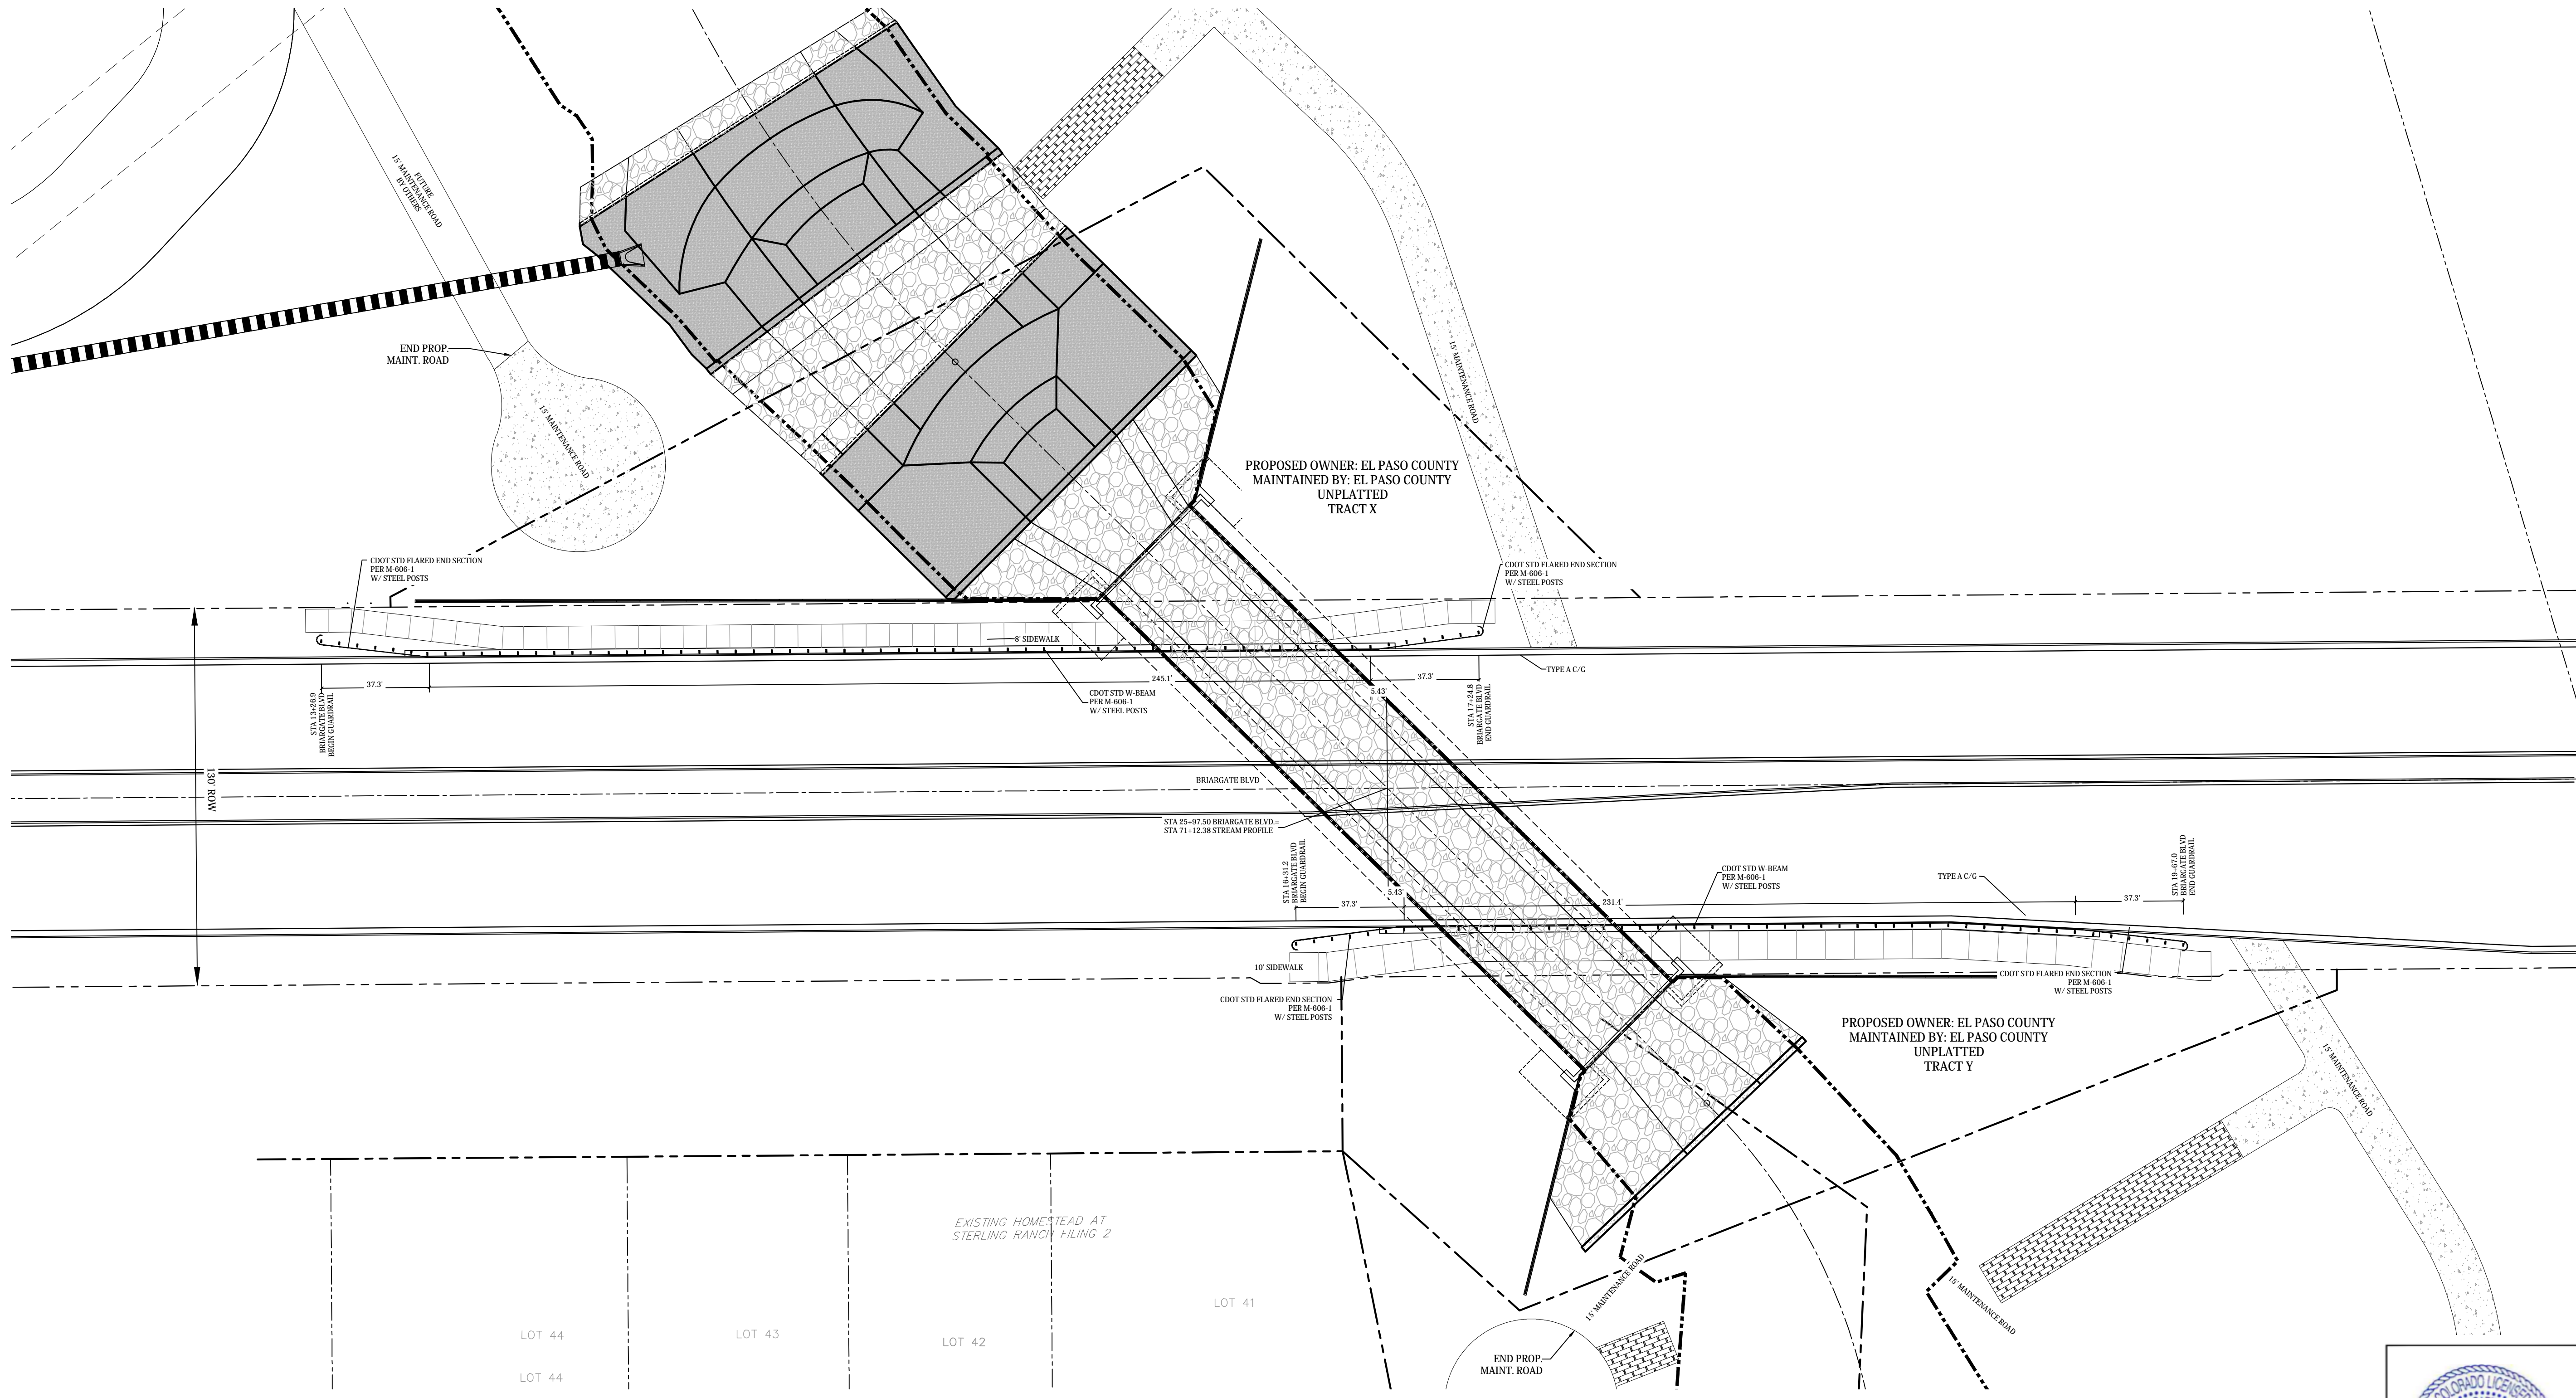 FUTURE
15' MAINTENANCE ROAD
BY OTHERS
END PROP.
MAINT. ROAD
15' MAINTENANCE ROAD
15' MAINTENANCE ROAD
PROPOSED OWNER: EL PASO COUNTY
MAINTAINED BY: EL PASO COUNTY
UNPLATTED
TRACT X
CDOT STD FLARED END SECTION
PER M-606-1
W/ STEEL POSTS
CDOT STD FLARED END SECTION
PER M-606-1
W/ STEEL POSTS
8' SIDEWALK
TYPE A C/G
37.3'
245.1'
37.3'
5.43'
STA 13+26.9
BRIARGATE BLVD
BEGIN GUARDRAIL
CDOT STD W-BEAM
PER M-606-1
W/ STEEL POSTS
STA 17+24.8
BRIARGATE BLVD
END GUARDRAIL
130' ROW
BRIARGATE BLVD
STA 25+97.50 BRIARGATE BLVD.=
STA 71+12.38 STREAM PROFILE
STA 16+31.2
BRIARGATE BLVD
BEGIN GUARDRAIL
CDOT STD W-BEAM
PER M-606-1
W/ STEEL POSTS
TYPE A C/G
STA 19+67.0
BRIARGATE BLVD
END GUARDRAIL
5.43'
37.3'
231.4'
37.3'
10' SIDEWALK
CDOT STD FLARED END SECTION
PER M-606-1
W/ STEEL POSTS
CDOT STD FLARED END SECTION
PER M-606-1
W/ STEEL POSTS
PROPOSED OWNER: EL PASO COUNTY
MAINTAINED BY: EL PASO COUNTY
UNPLATTED
TRACT Y
15' MAINTENANCE ROAD
EXISTING HOMESTEAD AT
STERLING RANCH FILING 2
15' MAINTENANCE ROAD
15' MAINTENANCE ROAD
LOT 41
LOT 44
LOT 43
LOT 42
LOT 44
END PROP.
MAINT. ROAD
COLORADO LICENSED